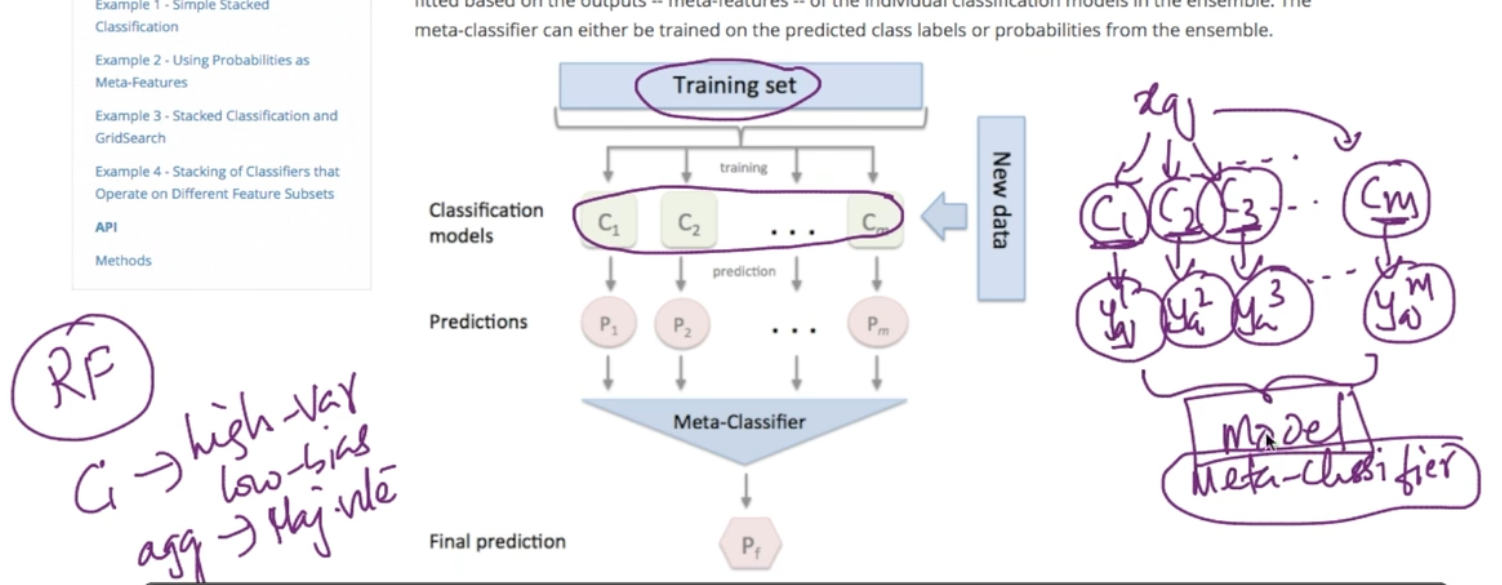 Example 1 - Simple Stacked
Classification
Example 2 - Using Probabilities as
Meta-Features
Example 3 - Stacked Classification and
GridSearch
Example 4 - Stacking of Classifiers that
Operate on Different Feature Subsets
API
Methods
fitted based on the outputs -- meta-features -- of the individual classification models in the ensemble. The
meta-classifier can either be trained on the predicted class labels or probabilities from the ensemble.
Training set
training
Classification
models
C1 C2 ... Cm
New data
prediction
Predictions
P1 P2 ... Pm
Meta-Classifier
Final prediction
Pf
RF
Ci → high-var
low-bias
agg → Maj.vote
xq
C1 C2 C3 ... Cm
yq1 yq2 yq3 ... yqm
Model
Meta-classifier